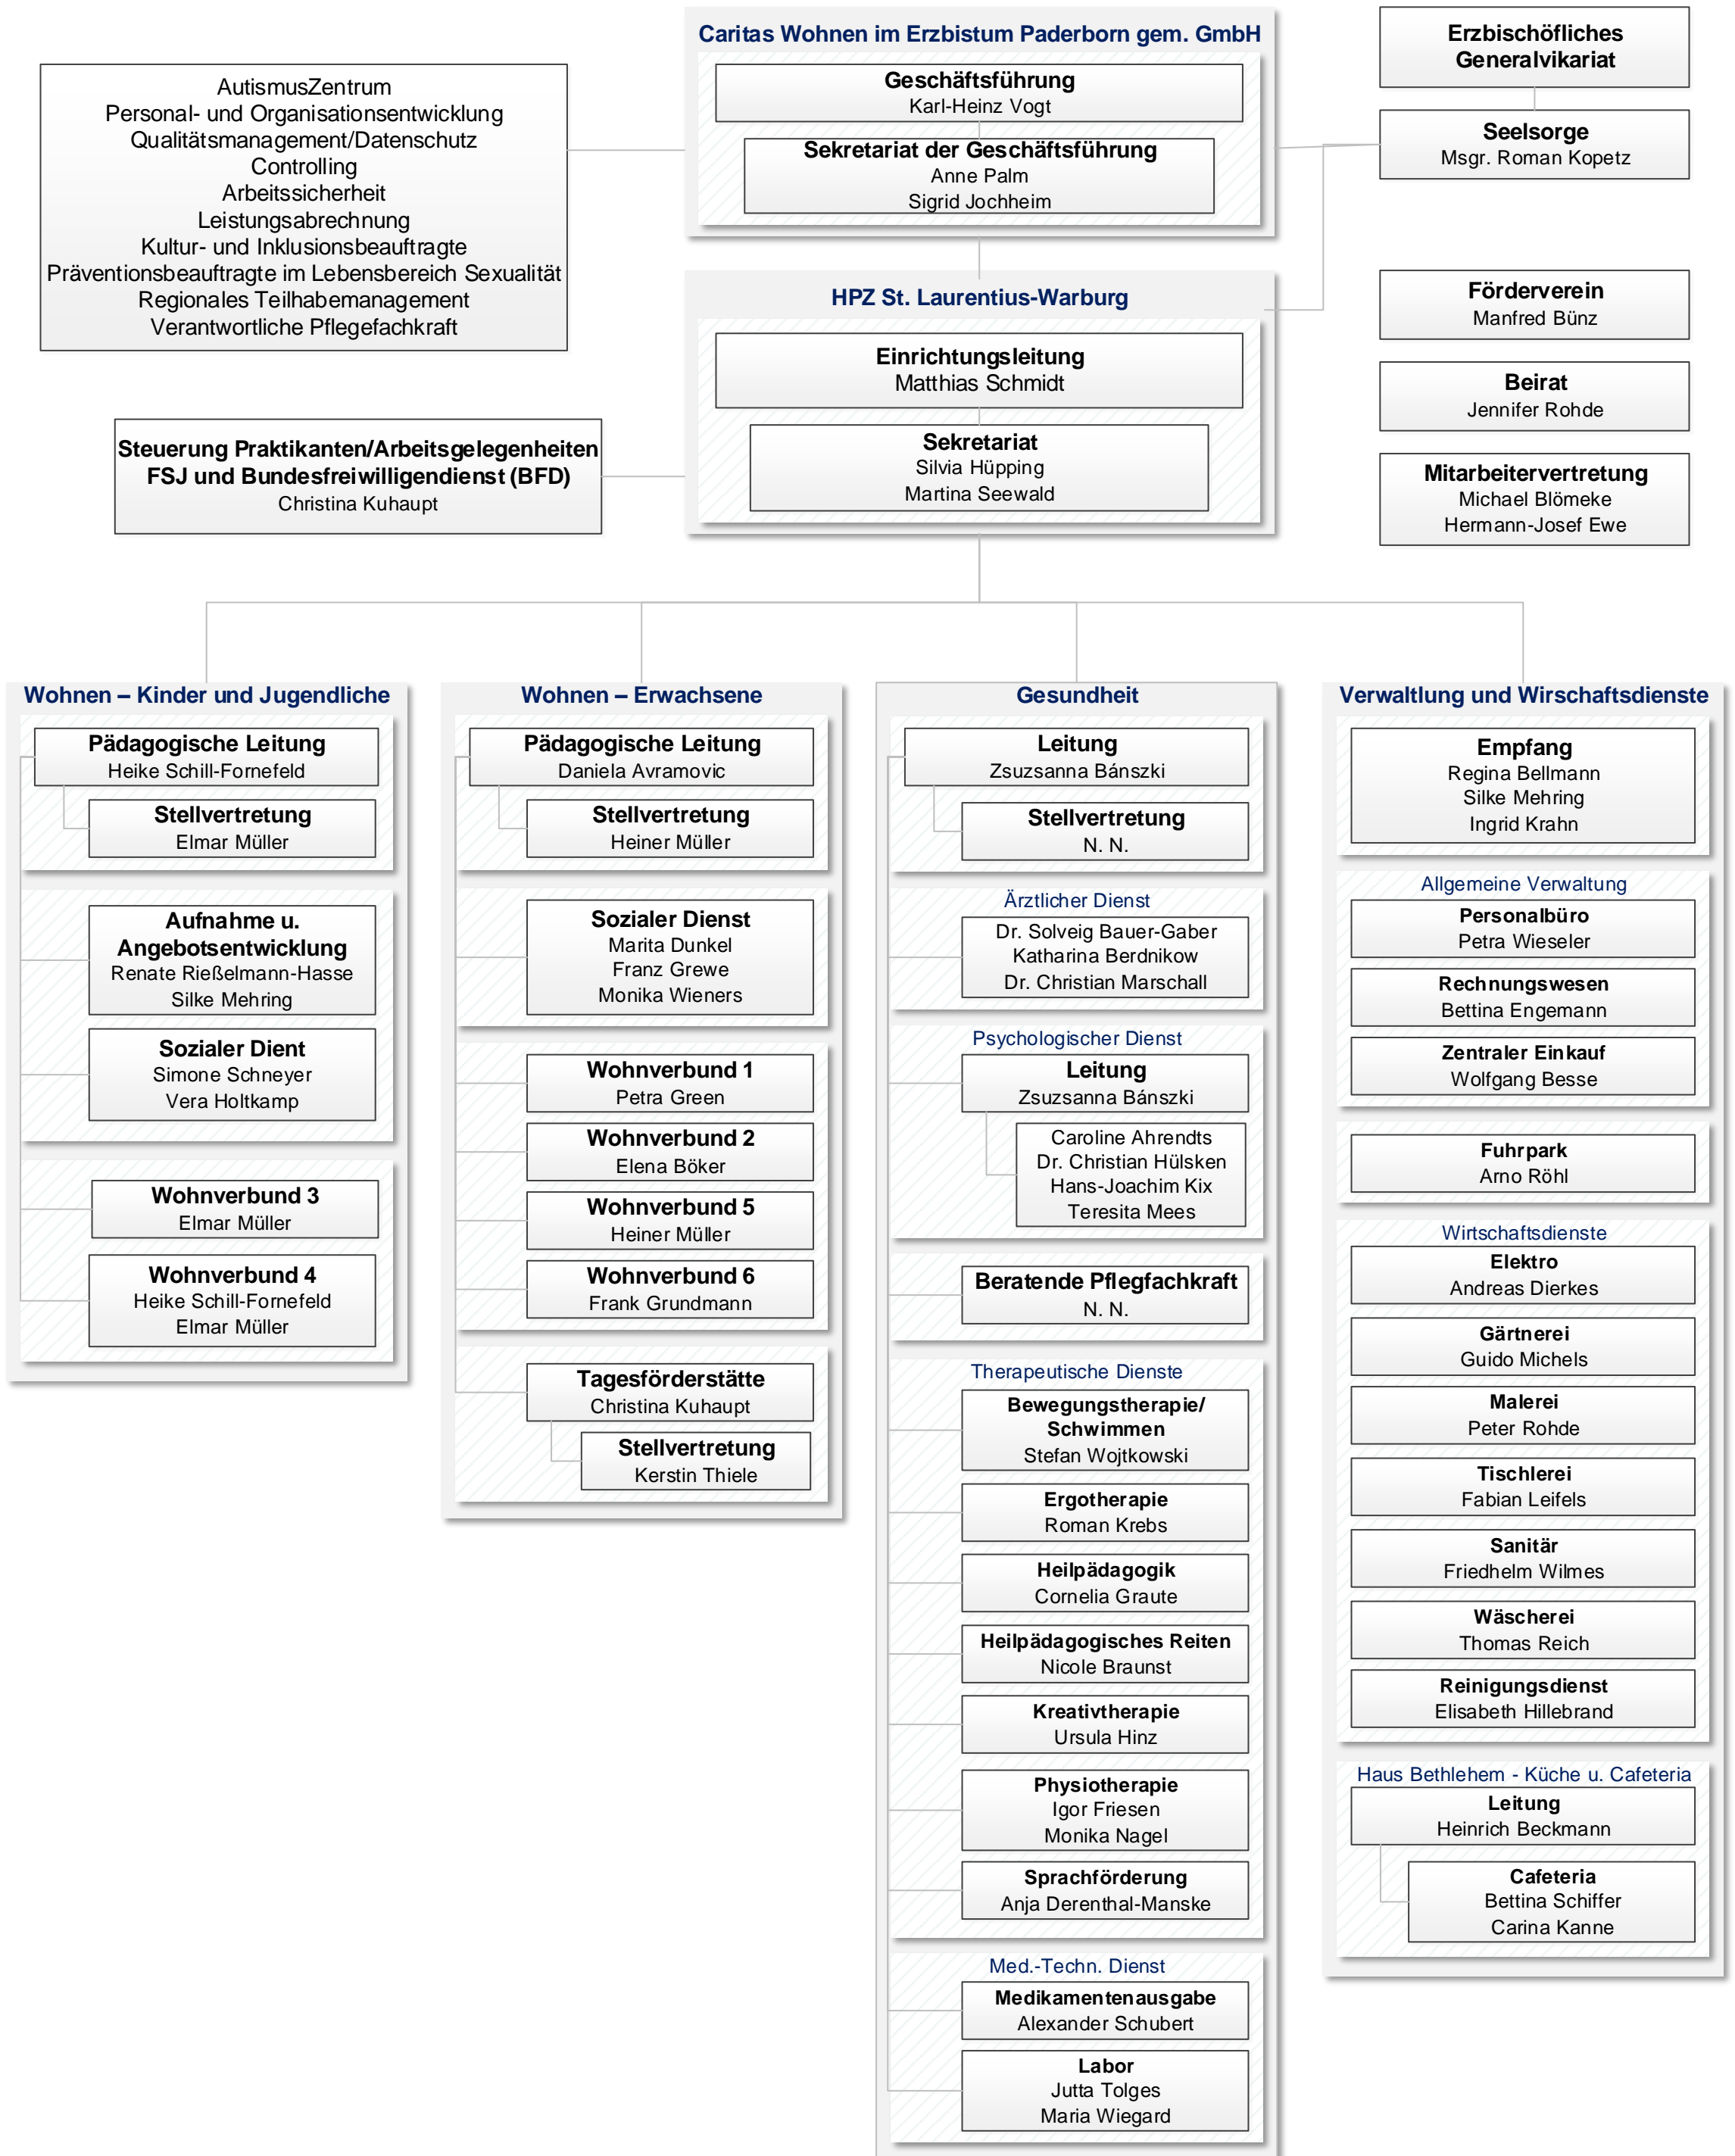 Caritas Wohnen im Erzbistum Paderborn gem. GmbH
Geschäftsführung
Karl-Heinz Vogt
Sekretariat der Geschäftsführung
Anne Palm
Sigrid Jochheim
Erzbischöfliches
Generalvikariat
Seelsorge
Msgr. Roman Kopetz
AutismusZentrum
Personal- und Organisationsentwicklung
Qualitätsmanagement/Datenschutz
Controlling
Arbeitssicherheit
Leistungsabrechnung
Kultur- und Inklusionsbeauftragte
Präventionsbeauftragte im Lebensbereich Sexualität
Regionales Teilhabemanagement
Verantwortliche Pflegefachkraft
HPZ St. Laurentius-Warburg
Einrichtungsleitung
Matthias Schmidt
Sekretariat
Silvia Hüpping
Martina Seewald
Förderverein
Manfred Bünz
Beirat
Jennifer Rohde
Mitarbeitervertretung
Michael Blömeke
Hermann-Josef Ewe
Steuerung Praktikanten/Arbeitsgelegenheiten
FSJ und Bundesfreiwilligendienst (BFD)
Christina Kuhaupt
Wohnen – Kinder und Jugendliche
Pädagogische Leitung
Heike Schill-Fornefeld
Stellvertretung
Elmar Müller
Aufnahme u.
Angebotsentwicklung
Renate Rießelmann-Hasse
Silke Mehring
Sozialer Dient
Simone Schneyer
Vera Holtkamp
Wohnverbund 3
Elmar Müller
Wohnverbund 4
Heike Schill-Fornefeld
Elmar Müller
Wohnen – Erwachsene
Pädagogische Leitung
Daniela Avramovic
Stellvertretung
Heiner Müller
Sozialer Dienst
Marita Dunkel
Franz Grewe
Monika Wieners
Wohnverbund 1
Petra Green
Wohnverbund 2
Elena Böker
Wohnverbund 5
Heiner Müller
Wohnverbund 6
Frank Grundmann
Tagesförderstätte
Christina Kuhaupt
Stellvertretung
Kerstin Thiele
Gesundheit
Leitung
Zsuzsanna Bánszki
Stellvertretung
N. N.
Ärztlicher Dienst
Dr. Solveig Bauer-Gaber
Katharina Berdnikow
Dr. Christian Marschall
Psychologischer Dienst
Leitung
Zsuzsanna Bánszki
Caroline Ahrendts
Dr. Christian Hülsken
Hans-Joachim Kix
Teresita Mees
Beratende Pflegfachkraft
N. N.
Therapeutische Dienste
Bewegungstherapie/
Schwimmen
Stefan Wojtkowski
Ergotherapie
Roman Krebs
Heilpädagogik
Cornelia Graute
Heilpädagogisches Reiten
Nicole Braunst
Kreativtherapie
Ursula Hinz
Physiotherapie
Igor Friesen
Monika Nagel
Sprachförderung
Anja Derenthal-Manske
Med.-Techn. Dienst
Medikamentenausgabe
Alexander Schubert
Labor
Jutta Tolges
Maria Wiegard
Verwaltlung und Wirschaftsdienste
Empfang
Regina Bellmann
Silke Mehring
Ingrid Krahn
Allgemeine Verwaltung
Personalbüro
Petra Wieseler
Rechnungswesen
Bettina Engemann
Zentraler Einkauf
Wolfgang Besse
Fuhrpark
Arno Röhl
Wirtschaftsdienste
Elektro
Andreas Dierkes
Gärtnerei
Guido Michels
Malerei
Peter Rohde
Tischlerei
Fabian Leifels
Sanitär
Friedhelm Wilmes
Wäscherei
Thomas Reich
Reinigungsdienst
Elisabeth Hillebrand
Haus Bethlehem - Küche u. Cafeteria
Leitung
Heinrich Beckmann
Cafeteria
Bettina Schiffer
Carina Kanne